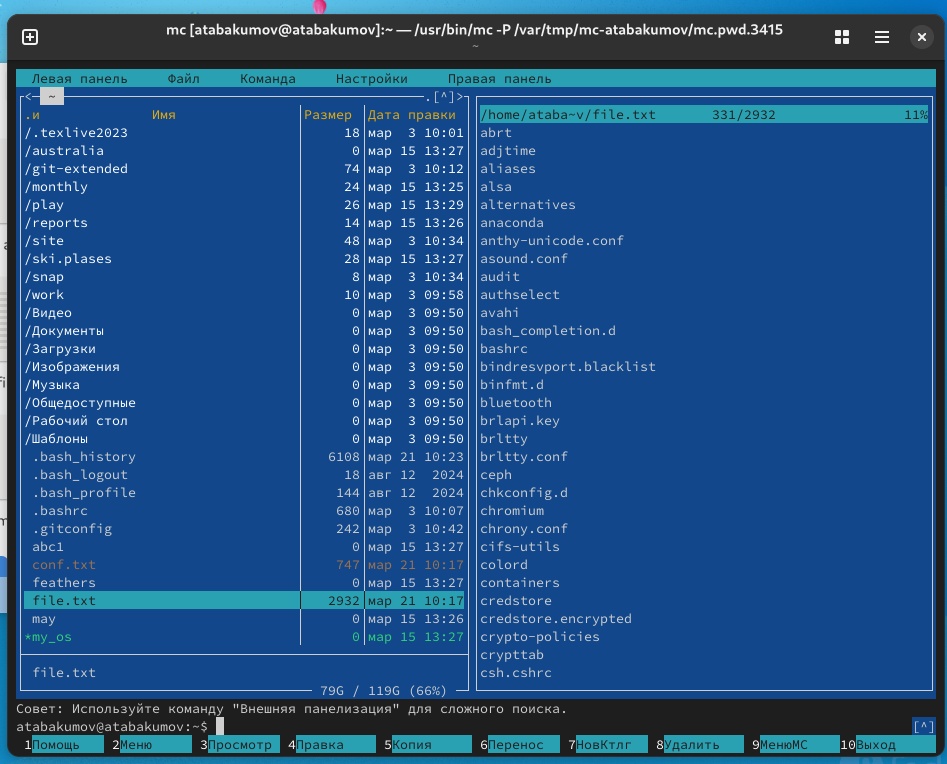 mc [atabakumov@atabakumov]:~ — /usr/bin/mc -P /var/tmp/mc-atabakumov/mc.pwd.3415
~
Левая панель Файл Команда Настройки Правая панель
<─ ~ .[^]>
.и Имя Размер Дата правки
/.texlive2023 18 мар 3 10:01
/australia 0 мар 15 13:27
/git-extended 74 мар 3 10:12
/monthly 24 мар 15 13:25
/play 26 мар 15 13:29
/reports 14 мар 15 13:26
/site 48 мар 3 10:34
/ski.plases 28 мар 15 13:27
/snap 8 мар 3 10:34
/work 10 мар 3 09:58
/Видео 0 мар 3 09:50
/Документы 0 мар 3 09:50
/Загрузки 0 мар 3 09:50
/Изображения 0 мар 3 09:50
/Музыка 0 мар 3 09:50
/Общедоступные 0 мар 3 09:50
/Рабочий стол 0 мар 3 09:50
/Шаблоны 0 мар 3 09:50
.bash_history 6108 мар 21 10:23
.bash_logout 18 авг 12 2024
.bash_profile 144 авг 12 2024
.bashrc 680 мар 3 10:07
.gitconfig 242 мар 3 10:42
abc1 0 мар 15 13:27
conf.txt 747 мар 21 10:17
feathers 0 мар 15 13:27
file.txt 2932 мар 21 10:17
may 0 мар 15 13:26
*my_os 0 мар 15 13:27
file.txt
79G / 119G (66%)
/home/ataba~v/file.txt 331/2932 11%
abrt
adjtime
aliases
alsa
alternatives
anaconda
anthy-unicode.conf
asound.conf
audit
authselect
avahi
bash_completion.d
bashrc
bindresvport.blacklist
binfmt.d
bluetooth
brlapi.key
brltty
brltty.conf
ceph
chkconfig.d
chromium
chrony.conf
cifs-utils
colord
containers
credstore
credstore.encrypted
crypto-policies
crypttab
csh.cshrc
Совет: Используйте команду "Внешняя панелизация" для сложного поиска.
atabakumov@atabakumov:~$ [^]
1Помощь 2Меню 3Просмотр 4Правка 5Копия 6Перенос 7НовКтлг 8Удалить 9МенюMC 10Выход